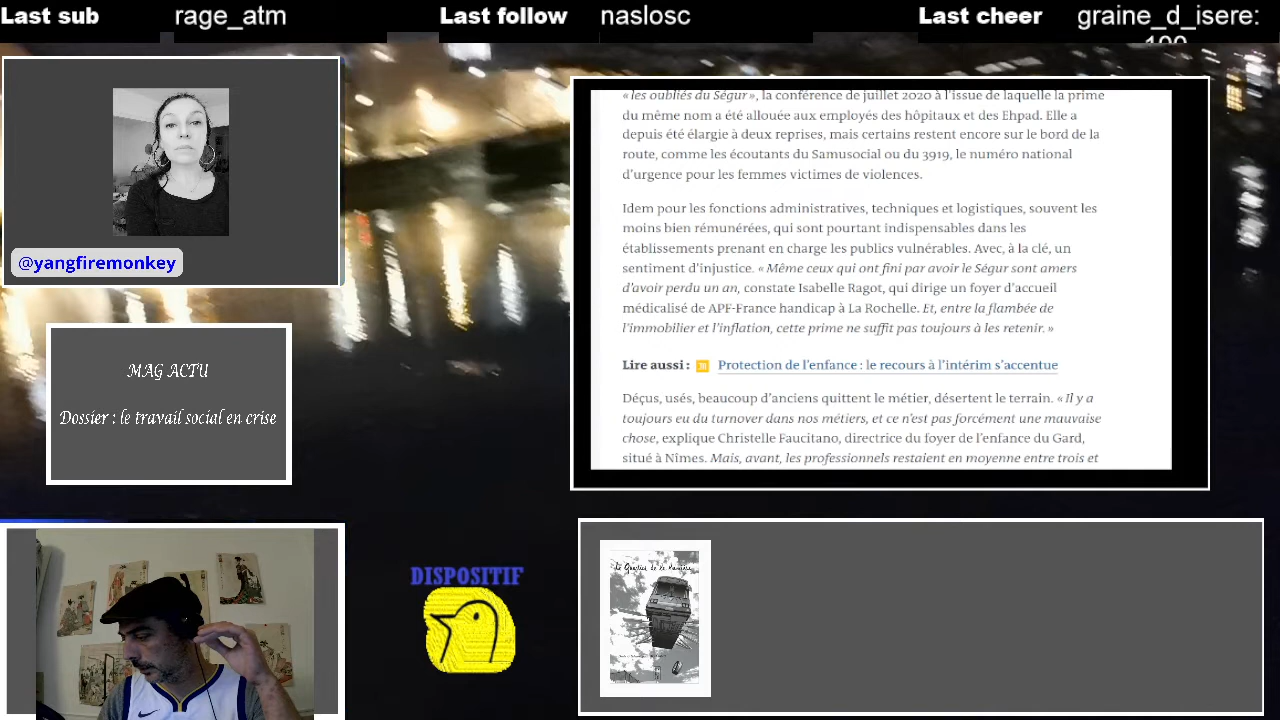 Last sub
rage_atm
Last follow
naslosc
Last cheer
graine_d_isere:
100
@yangfiremonkey
MAG ACTU
Dossier : le travail social en crise
« les oubliés du Ségur », la conférence de juillet 2020 à l'issue de laquelle la prime
du même nom a été allouée aux employés des hôpitaux et des Ehpad. Elle a
depuis été élargie à deux reprises, mais certains restent encore sur le bord de la
route, comme les écoutants du Samusocial ou du 3919, le numéro national
d'urgence pour les femmes victimes de violences.
Idem pour les fonctions administratives, techniques et logistiques, souvent les
moins bien rémunérées, qui sont pourtant indispensables dans les
établissements prenant en charge les publics vulnérables. Avec, à la clé, un
sentiment d'injustice. « Même ceux qui ont fini par avoir le Ségur sont amers
d'avoir perdu un an, constate Isabelle Ragot, qui dirige un foyer d'accueil
médicalisé de APF-France handicap à La Rochelle. Et, entre la flambée de
l'immobilier et l'inflation, cette prime ne suffit pas toujours à les retenir. »
Lire aussi : Protection de l'enfance : le recours à l'intérim s'accentue
Déçus, usés, beaucoup d'anciens quittent le métier, désertent le terrain. « Il y a
toujours eu du turnover dans nos métiers, et ce n'est pas forcément une mauvaise
chose, explique Christelle Faucitano, directrice du foyer de l'enfance du Gard,
situé à Nîmes. Mais, avant, les professionnels restaient en moyenne entre trois et
DISPOSITIF